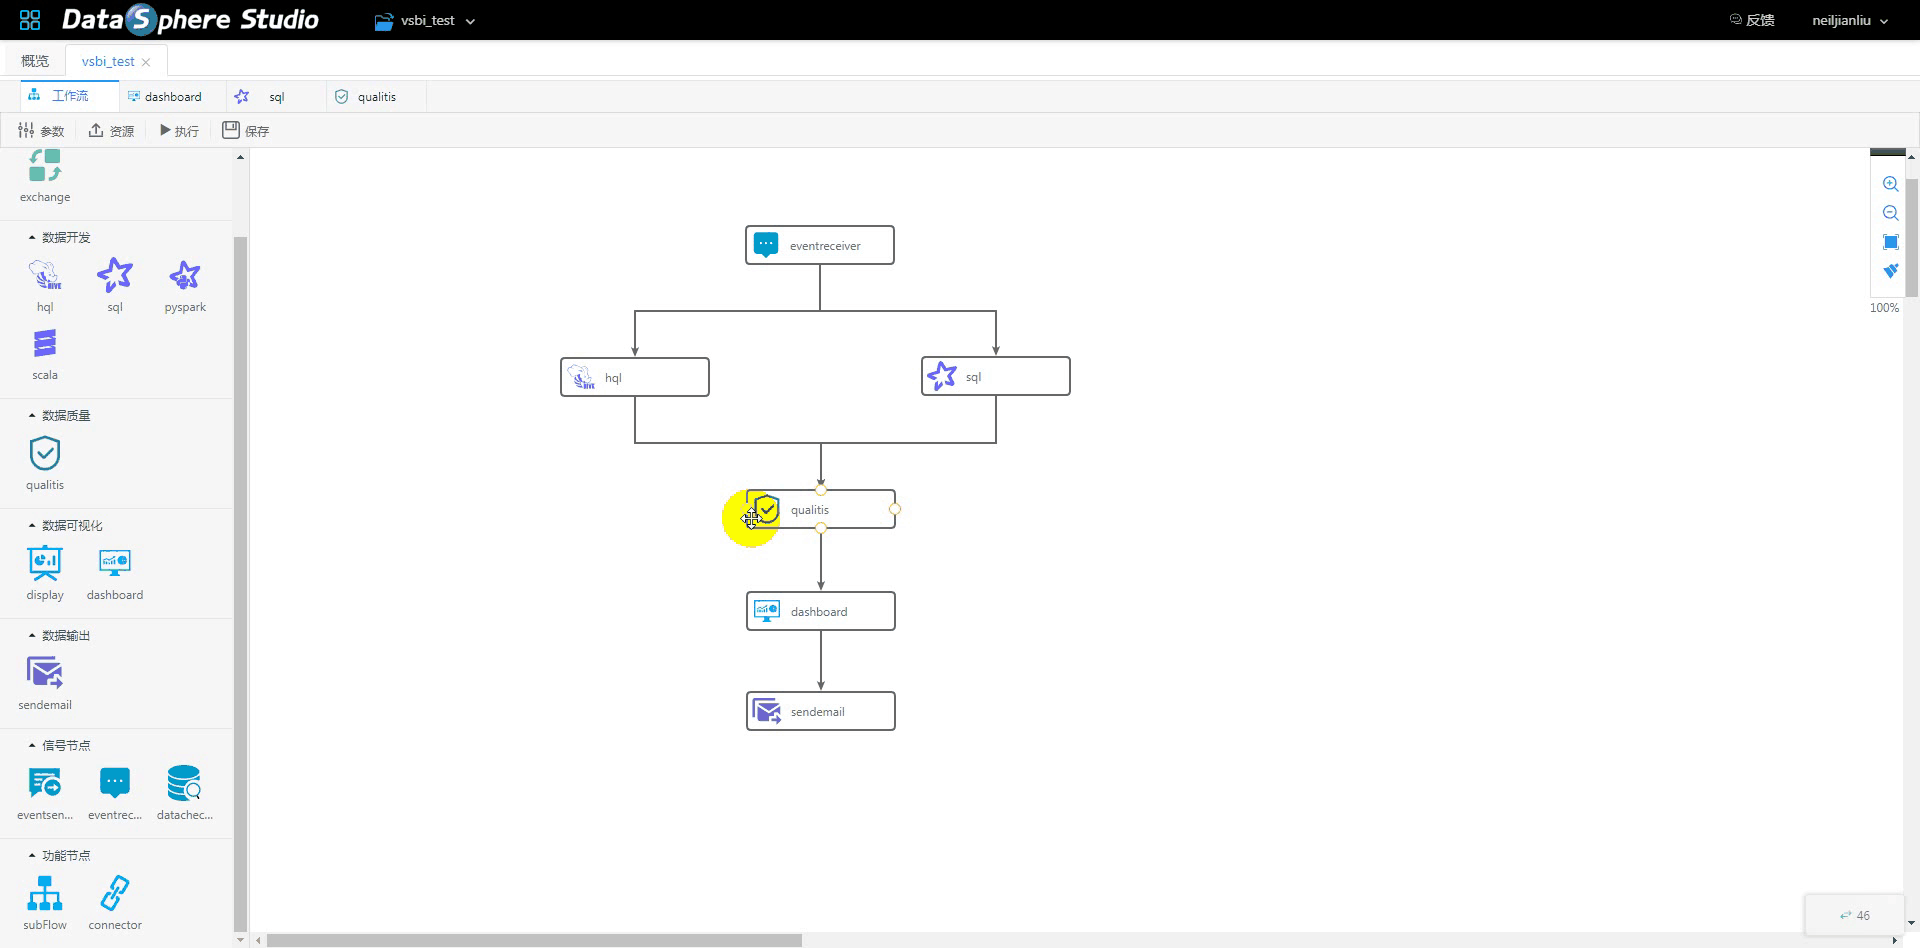 DataSphere Studio
vsbi_test
反馈
neiljianliu
概览
vsbi_test
工作流
dashboard
sql
qualitis
参数
资源
执行
保存
exchange
数据开发
hql
sql
pyspark
scala
数据质量
qualitis
数据可视化
display
dashboard
数据输出
sendemail
信号节点
eventsen...
eventrec...
datachec...
功能节点
subFlow
connector
eventreceiver
hql
sql
qualitis
dashboard
sendemail
100%
46